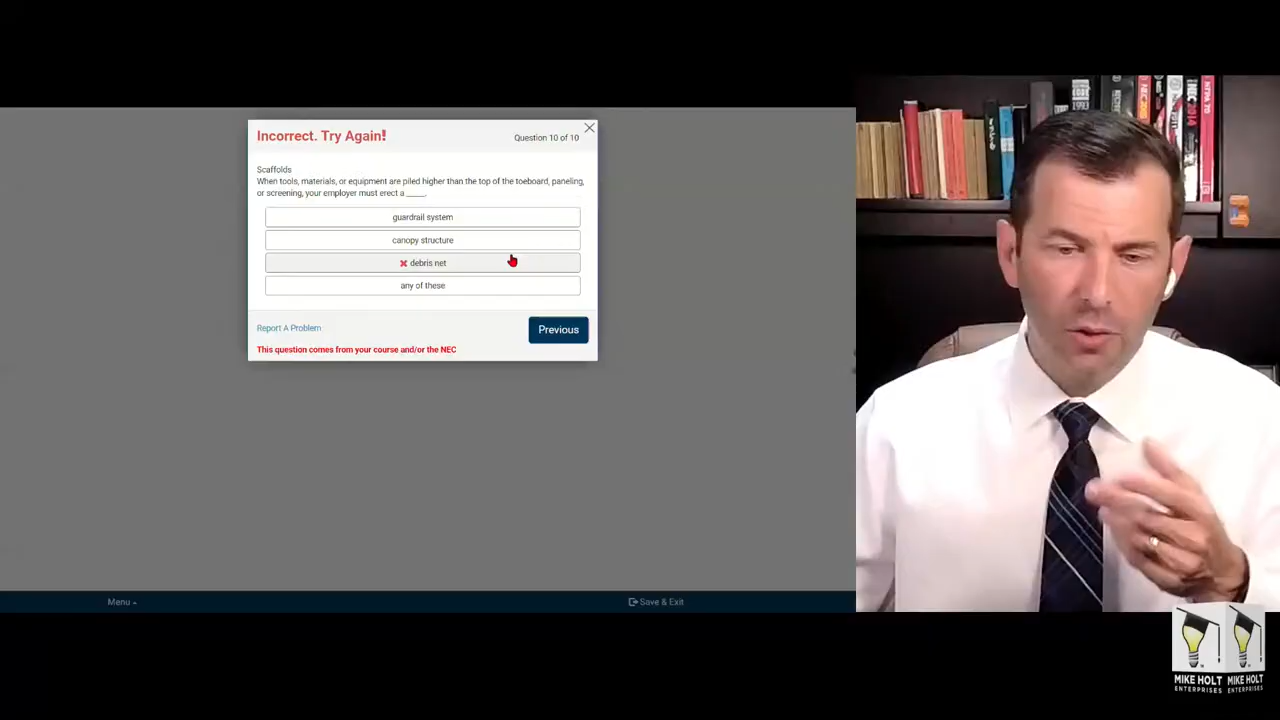 Incorrect. Try Again!
Question 10 of 10
Scaffolds
When tools, materials, or equipment are piled higher than the top of the toeboard, paneling,
or screening, your employer must erect a _____.
guardrail system
canopy structure
debris net
any of these
Report A Problem
Previous
This question comes from your course and/or the NEC
Menu
Save & Exit
NEC 2014
MIKE HOLT
ENTERPRISES
MIKE HOLT
ENTERPRISES